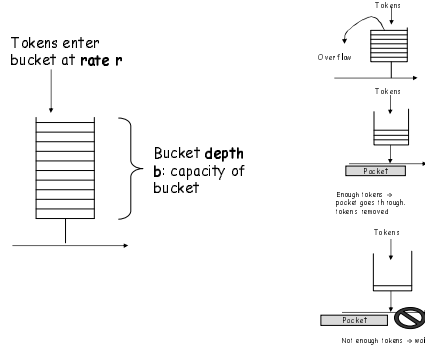 Tokens enter
bucket at rate r
Bucket depth
b: capacity of
bucket
Tokens
Overflow
Tokens
Packet
Enough tokens →
packet goes through,
tokens removed
Tokens
Packet
Not enough tokens → wai